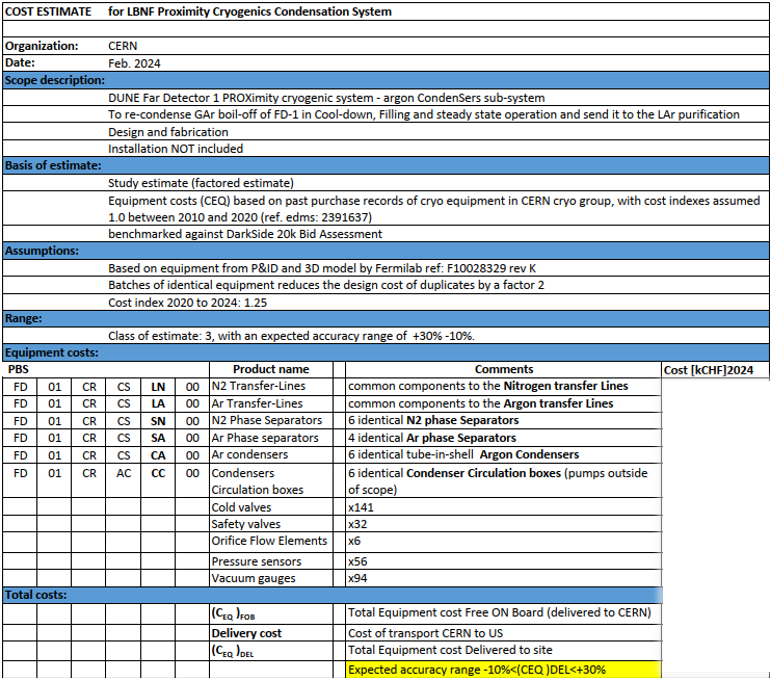 COST ESTIMATE for LBNF Proximity Cryogenics Condensation System
Organization: CERN
Date: Feb. 2024
Scope description:
DUNE Far Detector 1 PROXimity cryogenic system - argon CondenSers sub-system
To re-condense GAr boil-off of FD-1 in Cool-down, Filling and steady state operation and send it to the LAr purification
Design and fabrication
Installation NOT included
Basis of estimate:
Study estimate (factored estimate)
Equipment costs (CEQ) based on past purchase records of cryo equipment in CERN cryo group, with cost indexes assumed
1.0 between 2010 and 2020 (ref. edms: 2391637)
benchmarked against DarkSide 20k Bid Assessment
Assumptions:
Based on equipment from P&ID and 3D model by Fermilab ref: F10028329 rev K
Batches of identical equipment reduces the design cost of duplicates by a factor 2
Cost index 2020 to 2024: 1.25
Range:
Class of estimate: 3, with an expected accuracy range of +30% -10%.
Equipment costs:
PBS Product name Comments Cost [kCHF]2024
FD 01 CR CS LN 00 N2 Transfer-Lines common components to the Nitrogen transfer Lines
FD 01 CR CS LA 00 Ar Transfer-Lines common components to the Argon transfer Lines
FD 01 CR CS SN 00 N2 Phase Separators 6 identical N2 phase Separators
FD 01 CR CS SA 00 Ar Phase separators 4 identical Ar phase Separators
FD 01 CR CS CA 00 Ar condensers 6 identical tube-in-shell Argon Condensers
FD 01 CR AC CC 00 Condensers 6 identical Condenser Circulation boxes (pumps outside
Circulation boxes of scope)
Cold valves x141
Safety valves x32
Orifice Flow Elements x6
Pressure sensors x56
Vacuum gauges x94
Total costs:
(CEQ )FOB Total Equipment cost Free ON Board (delivered to CERN)
Delivery cost Cost of transport CERN to US
(CEQ )DEL Total Equipment cost Delivered to site
Expected accuracy range -10%<(CEQ )DEL<+30%